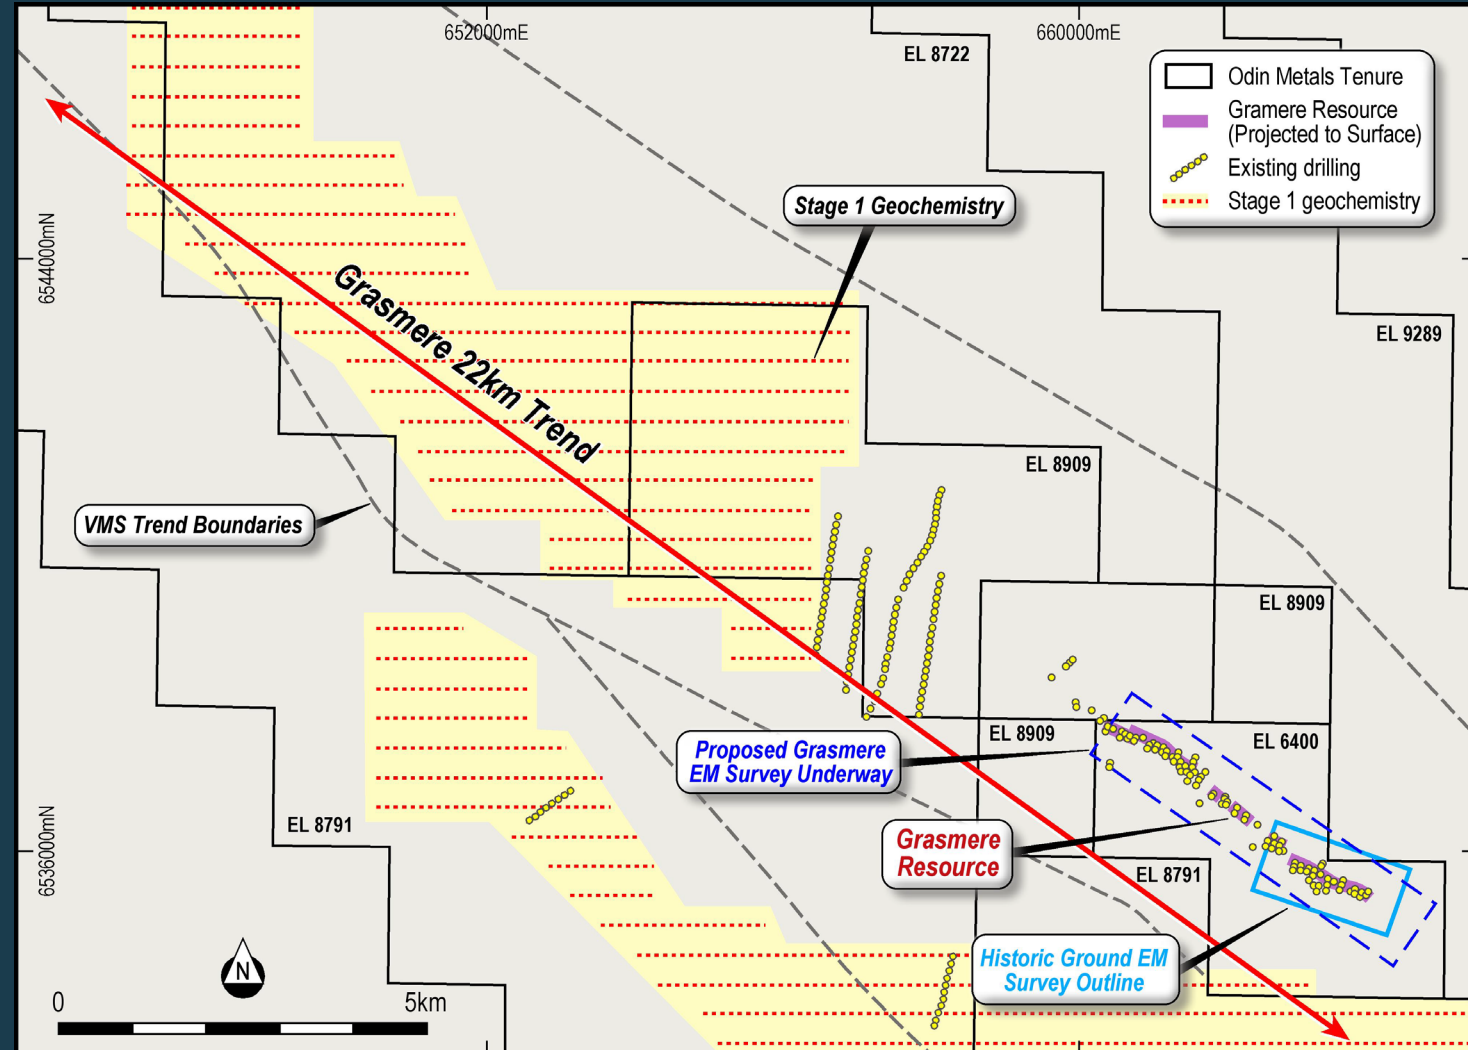 652000mE
660000mE
EL 8722
Odin Metals Tenure
Gramere Resource
(Projected to Surface)
Existing drilling
Stage 1 geochemistry
Stage 1 Geochemistry
6544000mN
Grasmere 22km Trend
EL 9289
EL 8909
VMS Trend Boundaries
EL 8909
EL 8909
EL 6400
Proposed Grasmere
EM Survey Underway
EL 8791
6536000mN
Grasmere
Resource
EL 8791
Historic Ground EM
Survey Outline
N
0
5km